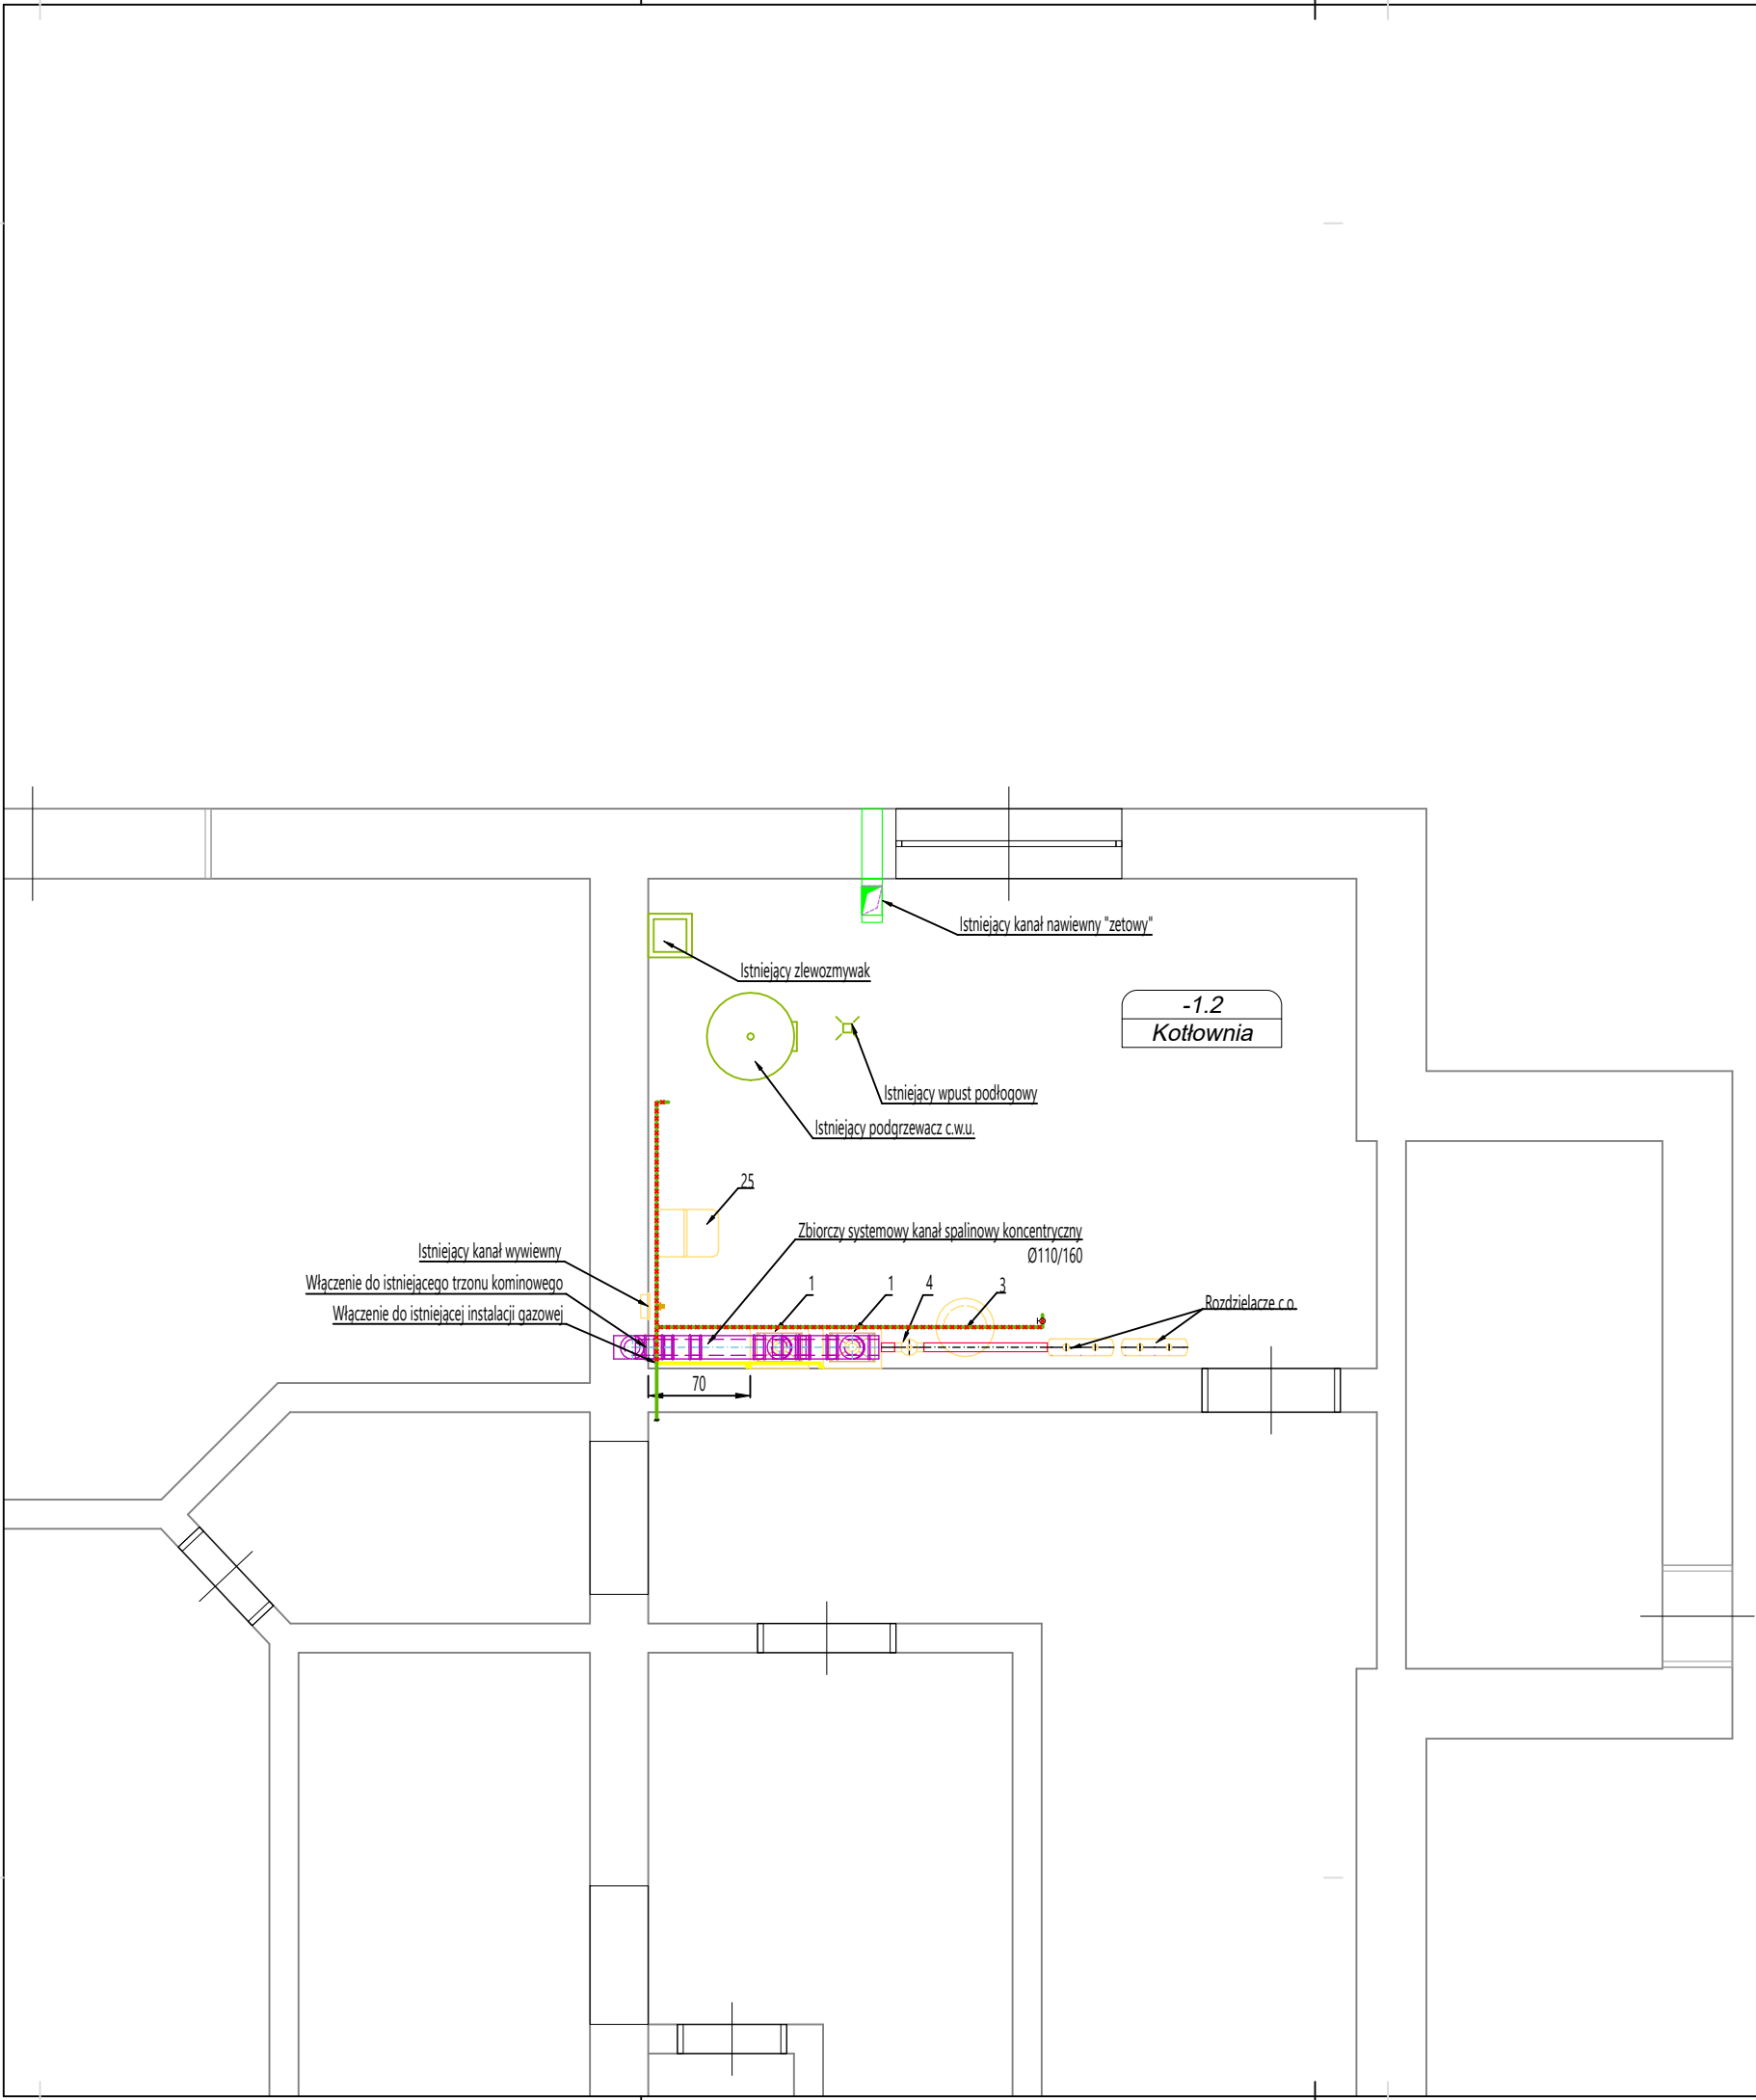 Istniejący kanał nawiewny "zetowy"
Istniejący zlewozmywak
-1.2
Kotłownia
Istniejący wpust podłogowy
Istniejący podgrzewacz c.w.u.
25
Zbiorczy systemowy kanał spalinowy koncentryczny
Ø110/160
Istniejący kanał wywiewny
Włączenie do istniejącego trzonu kominowego
Włączenie do istniejącej instalacji gazowej
1
1
4
3
Rozdzielacze c.o.
70